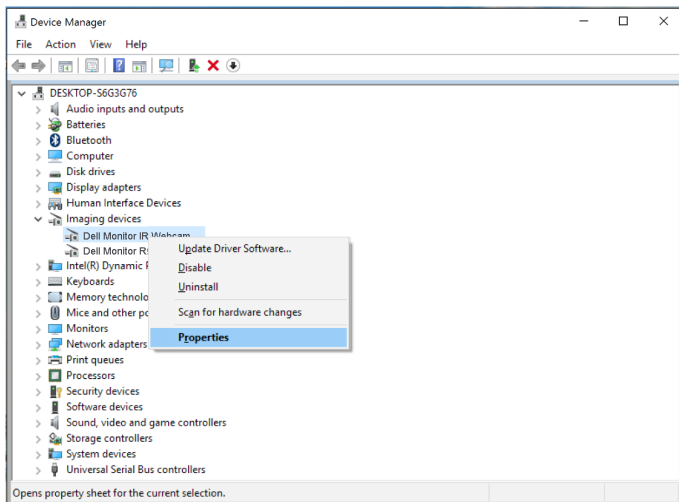 Device Manager
File Action View Help
DESKTOP-S6G3G76
Audio inputs and outputs
Batteries
Bluetooth
Computer
Disk drives
Display adapters
Human Interface Devices
Imaging devices
Dell Monitor IR Webcam
Dell Monitor R
Update Driver Software...
Disable
Uninstall
Scan for hardware changes
Properties
Intel(R) Dynamic
Keyboards
Memory technolo
Mice and other po
Monitors
Network adapters
Print queues
Processors
Security devices
Software devices
Sound, video and game controllers
Storage controllers
System devices
Universal Serial Bus controllers
Opens property sheet for the current selection.